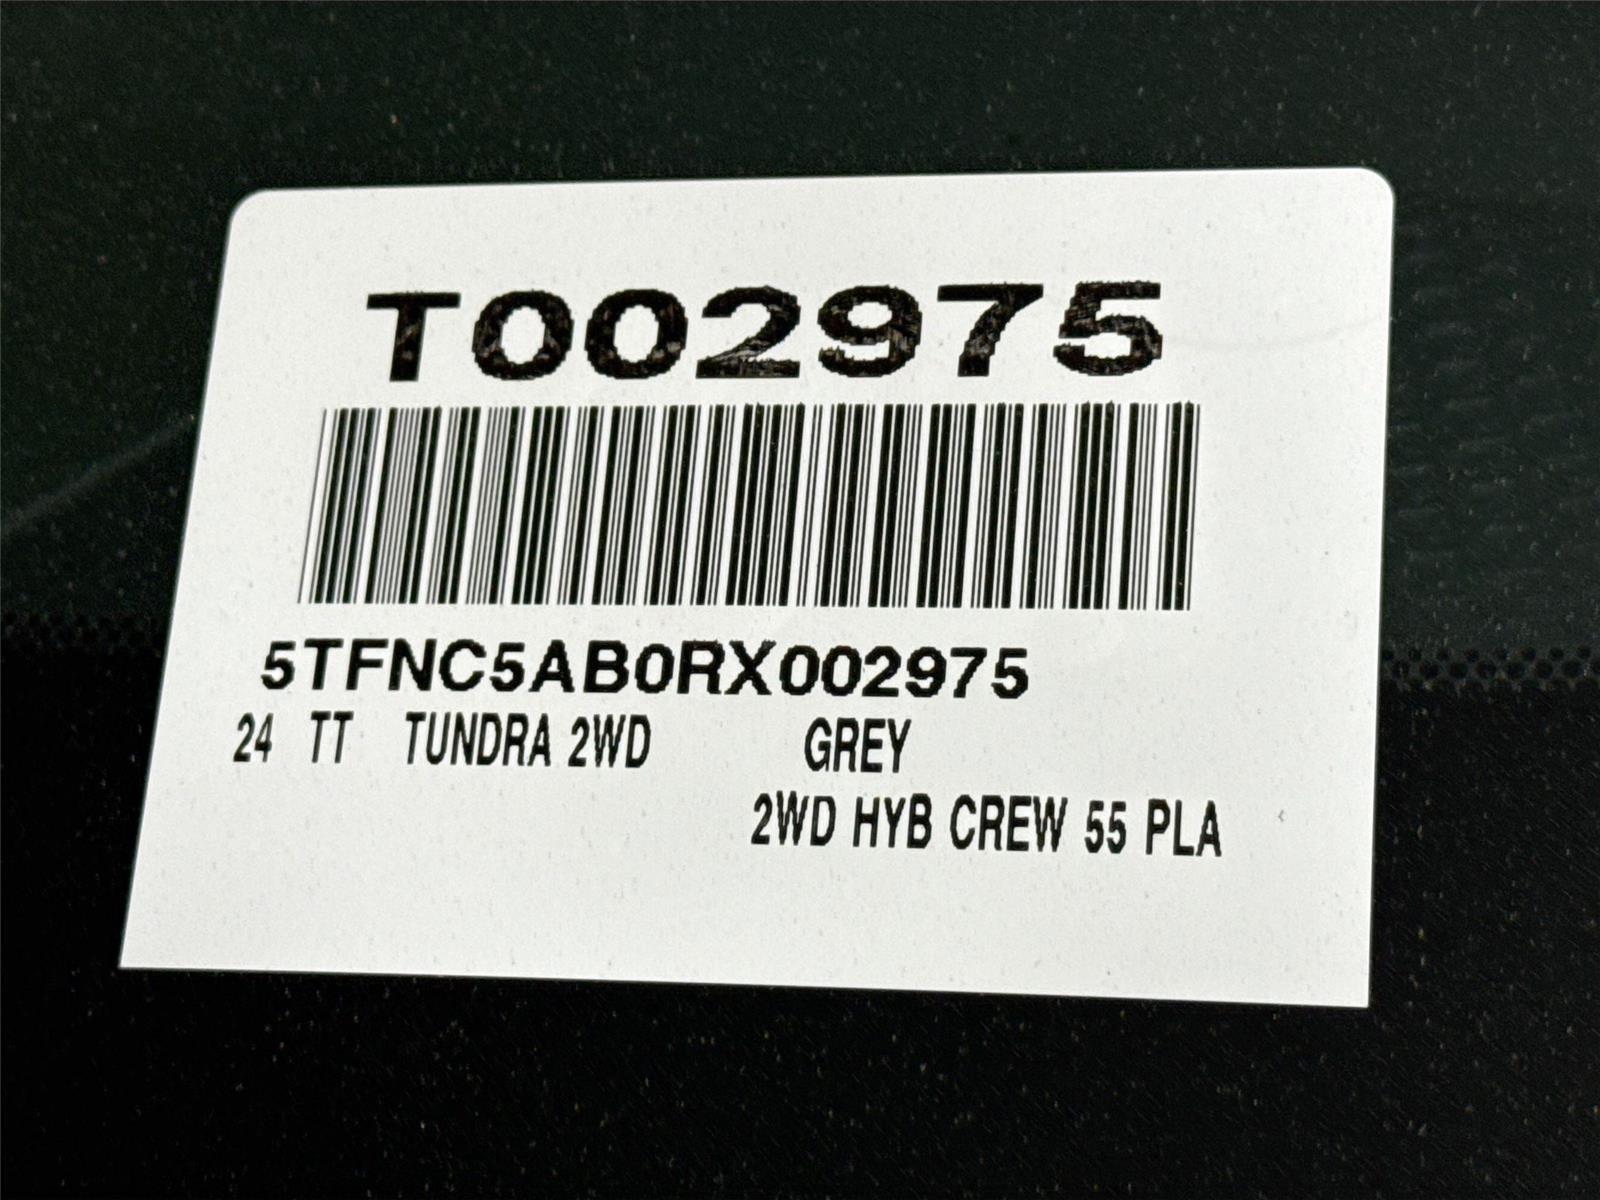 T002975
5TFNC5AB0RX002975
24 TT TUNDRA 2WD GREY
2WD HYB CREW 55 PLA